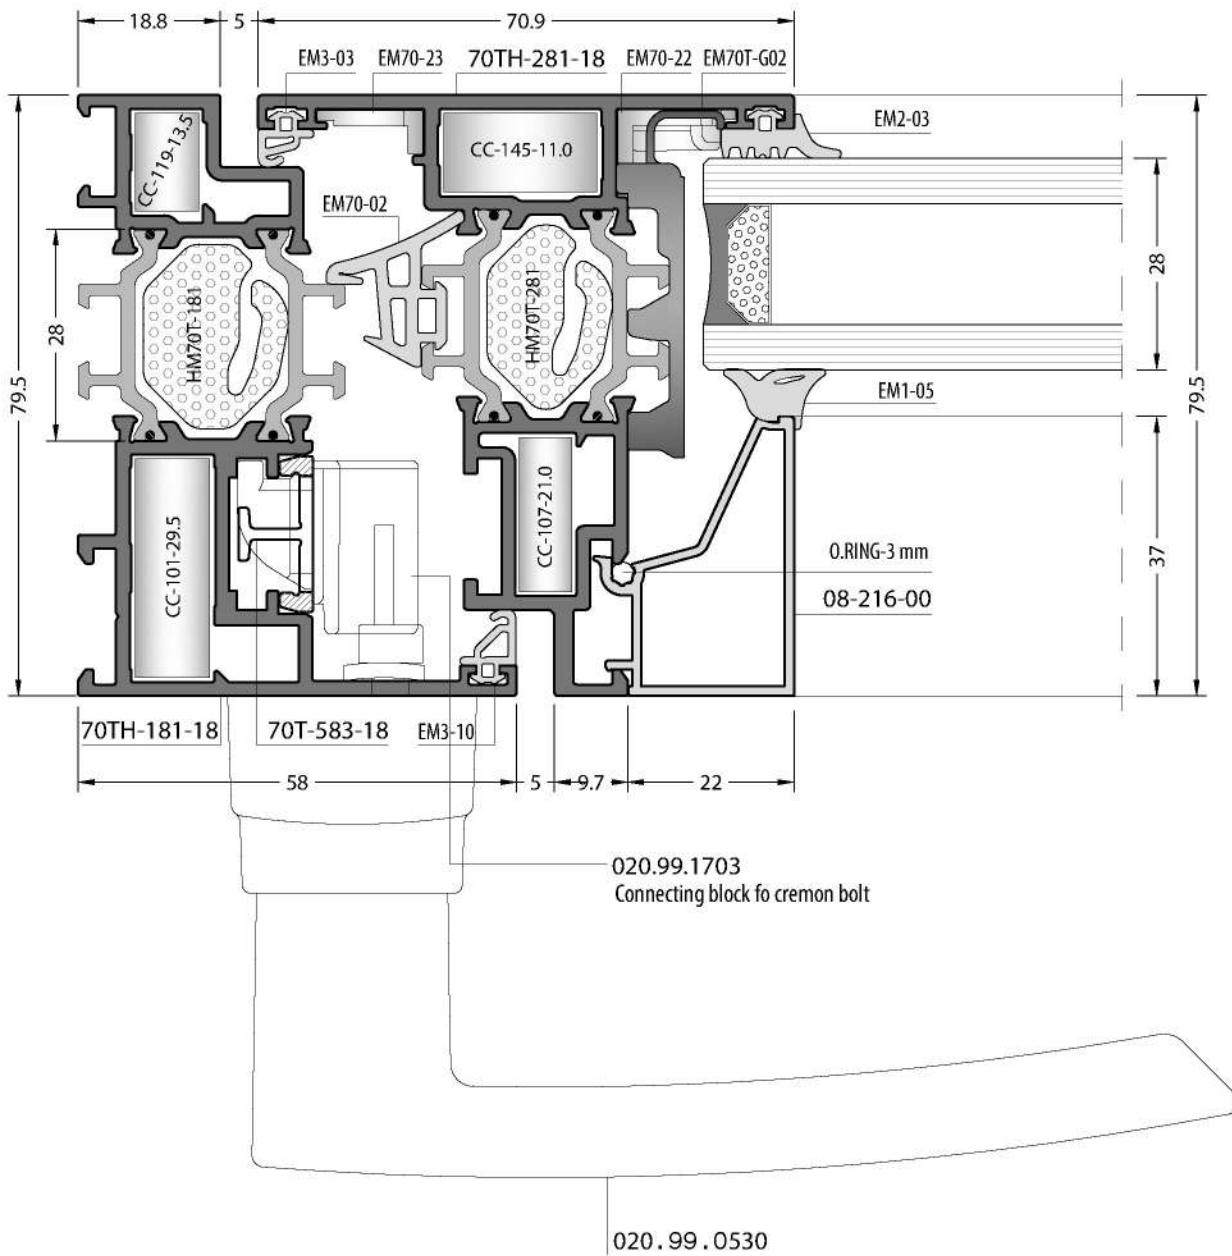 18.8
5
70.9
EM3-03
EM70-23
70TH-281-18
EM70-22
EM70T-G02
EM2-03
CC-119-13.5
CC-145-11.0
EM70-02
28
HM70T-181
HM70T-281
28
79.5
79.5
EM1-05
CC-101-29.5
CC-107-21.0
O.RING-3 mm
37
08-216-00
70TH-181-18
70T-583-18
EM3-10
58
5
9.7
22
020.99.1703
Connecting block fo cremon bolt
020.99.0530